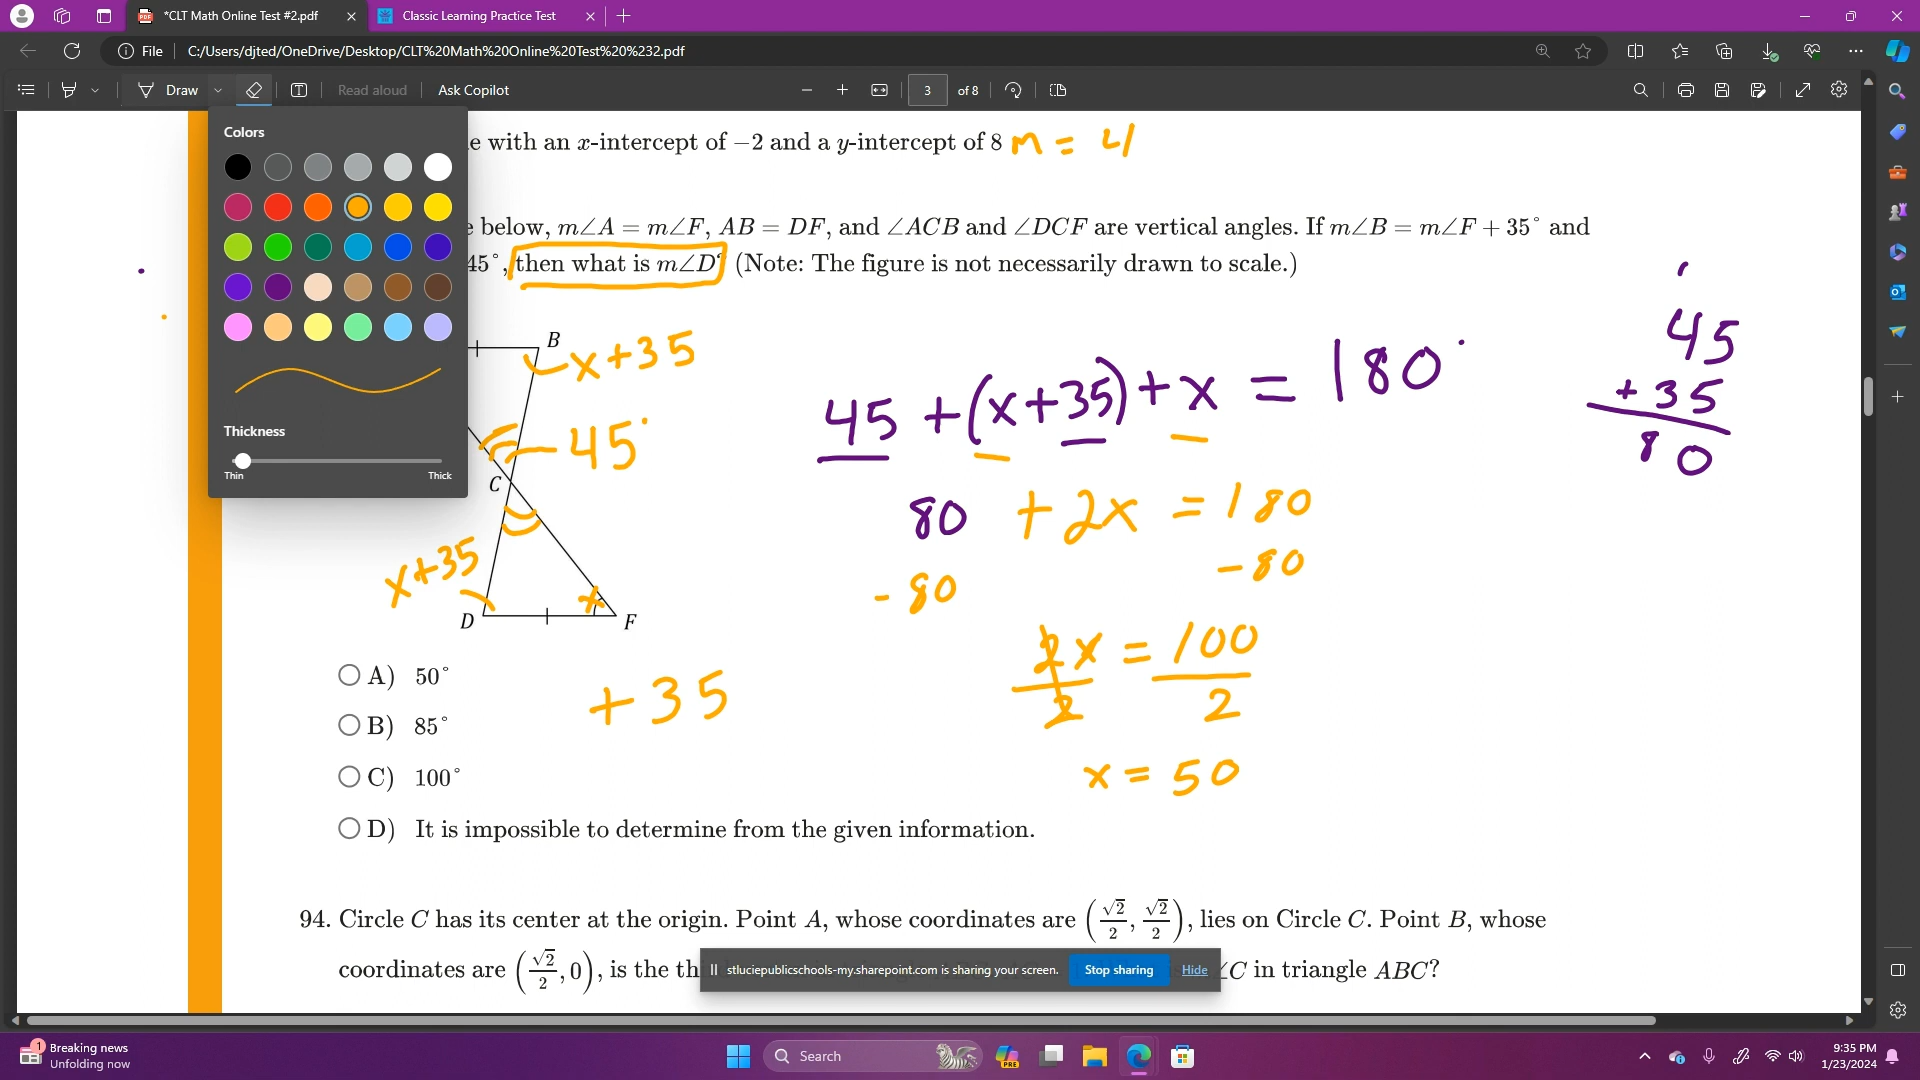 *CLT Math Online Test #2.pdf
Classic Learning Practice Test
File
C:/Users/djted/OneDrive/Desktop/CLT%20Math%20Online%20Test%20%232.pdf
Draw
Read aloud
Ask Copilot
3
of 8
Colors
Thickness
Thin
Thick
e with an x-intercept of −2 and a y-intercept of 8 m = 4
e below, m∠A = m∠F, AB = DF, and ∠ACB and ∠DCF are vertical angles. If m∠B = m∠F + 35° and
45°, then what is m∠D? (Note: The figure is not necessarily drawn to scale.)
B
x+35
45°
C
x+35
x
D
F
+35
45 + (x+35) + x = 180°
80 + 2x = 180
-80
-80
2x = 100
2
2
x = 50
45
+ 35
80
A) 50°
B) 85°
C) 100°
D) It is impossible to determine from the given information.
94. Circle C has its center at the origin. Point A, whose coordinates are (√2/2, √2/2), lies on Circle C. Point B, whose
coordinates are (√2/2, 0), is the th
∠C in triangle ABC?
stluciepublicschools-my.sharepoint.com is sharing your screen.
Stop sharing
Hide
1
Breaking news
Unfolding now
Search
PRE
9:35 PM
1/23/2024